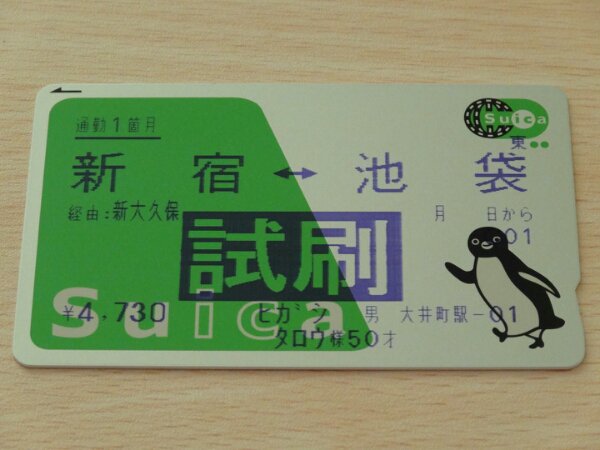 通勤1箇月
Suica
東
新宿↔池袋
経由:新大久保
月 日から
01
試刷
¥4,730
Suica
ヒガシ 男 大井町駅-01
タロウ様50才